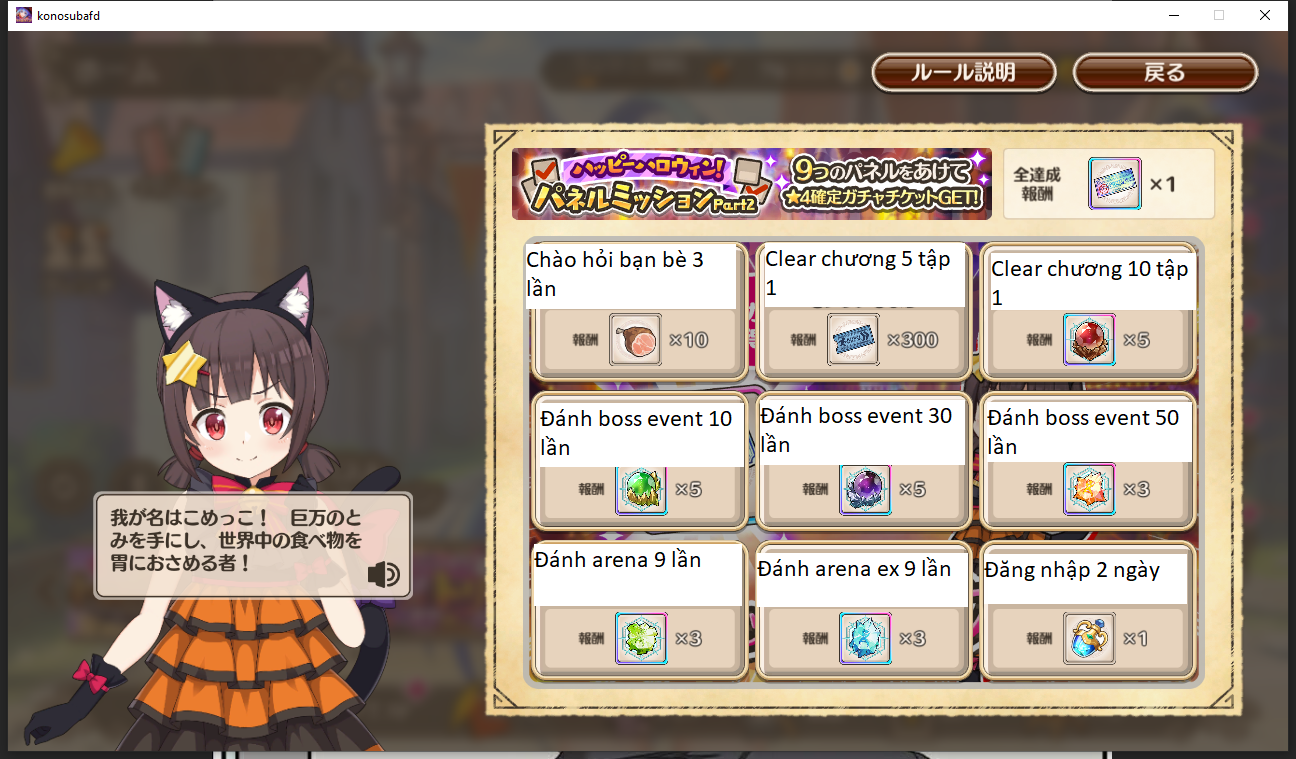 konosubafd
ルール説明
戻る
ハッピーハロウィン!
パネルミッションPart2
9つのパネルをあけて
★4確定ガチャチケットGET!
全達成
報酬
×1
Chào hỏi bạn bè 3
lần
報酬 ×10
Clear chương 5 tập
1
報酬 ×300
Clear chương 10 tập
1
報酬 ×5
Đánh boss event 10
lần
報酬 ×5
Đánh boss event 30
lần
報酬 ×5
Đánh boss event 50
lần
報酬 ×3
Đánh arena 9 lần
報酬 ×3
Đánh arena ex 9 lần
報酬 ×3
Đăng nhập 2 ngày
報酬 ×1
我が名はこめっこ！　巨万のと
みを手にし、世界中の食べ物を
胃におさめる者！